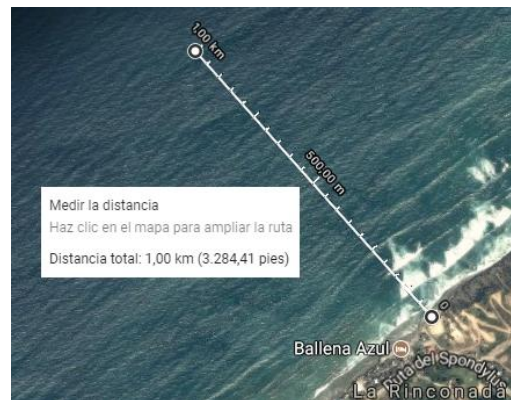 1,00 km
500,00 m
Medir la distancia
Haz clic en el mapa para ampliar la ruta
Distancia total: 1,00 km (3.284,41 pies)
0
Ballena Azul
Ruta del Spondylus
La Rinconada